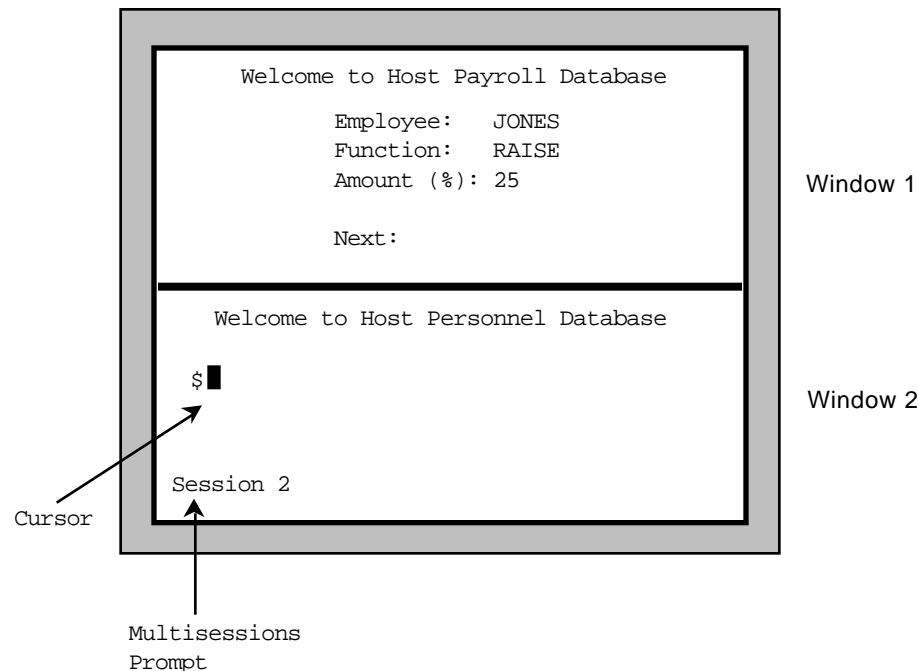 Welcome to Host Payroll Database
Employee: JONES
Function: RAISE
Amount (%): 25
Next:
Window 1
Welcome to Host Personnel Database
$
Window 2
Session 2
Cursor
Multisessions
Prompt